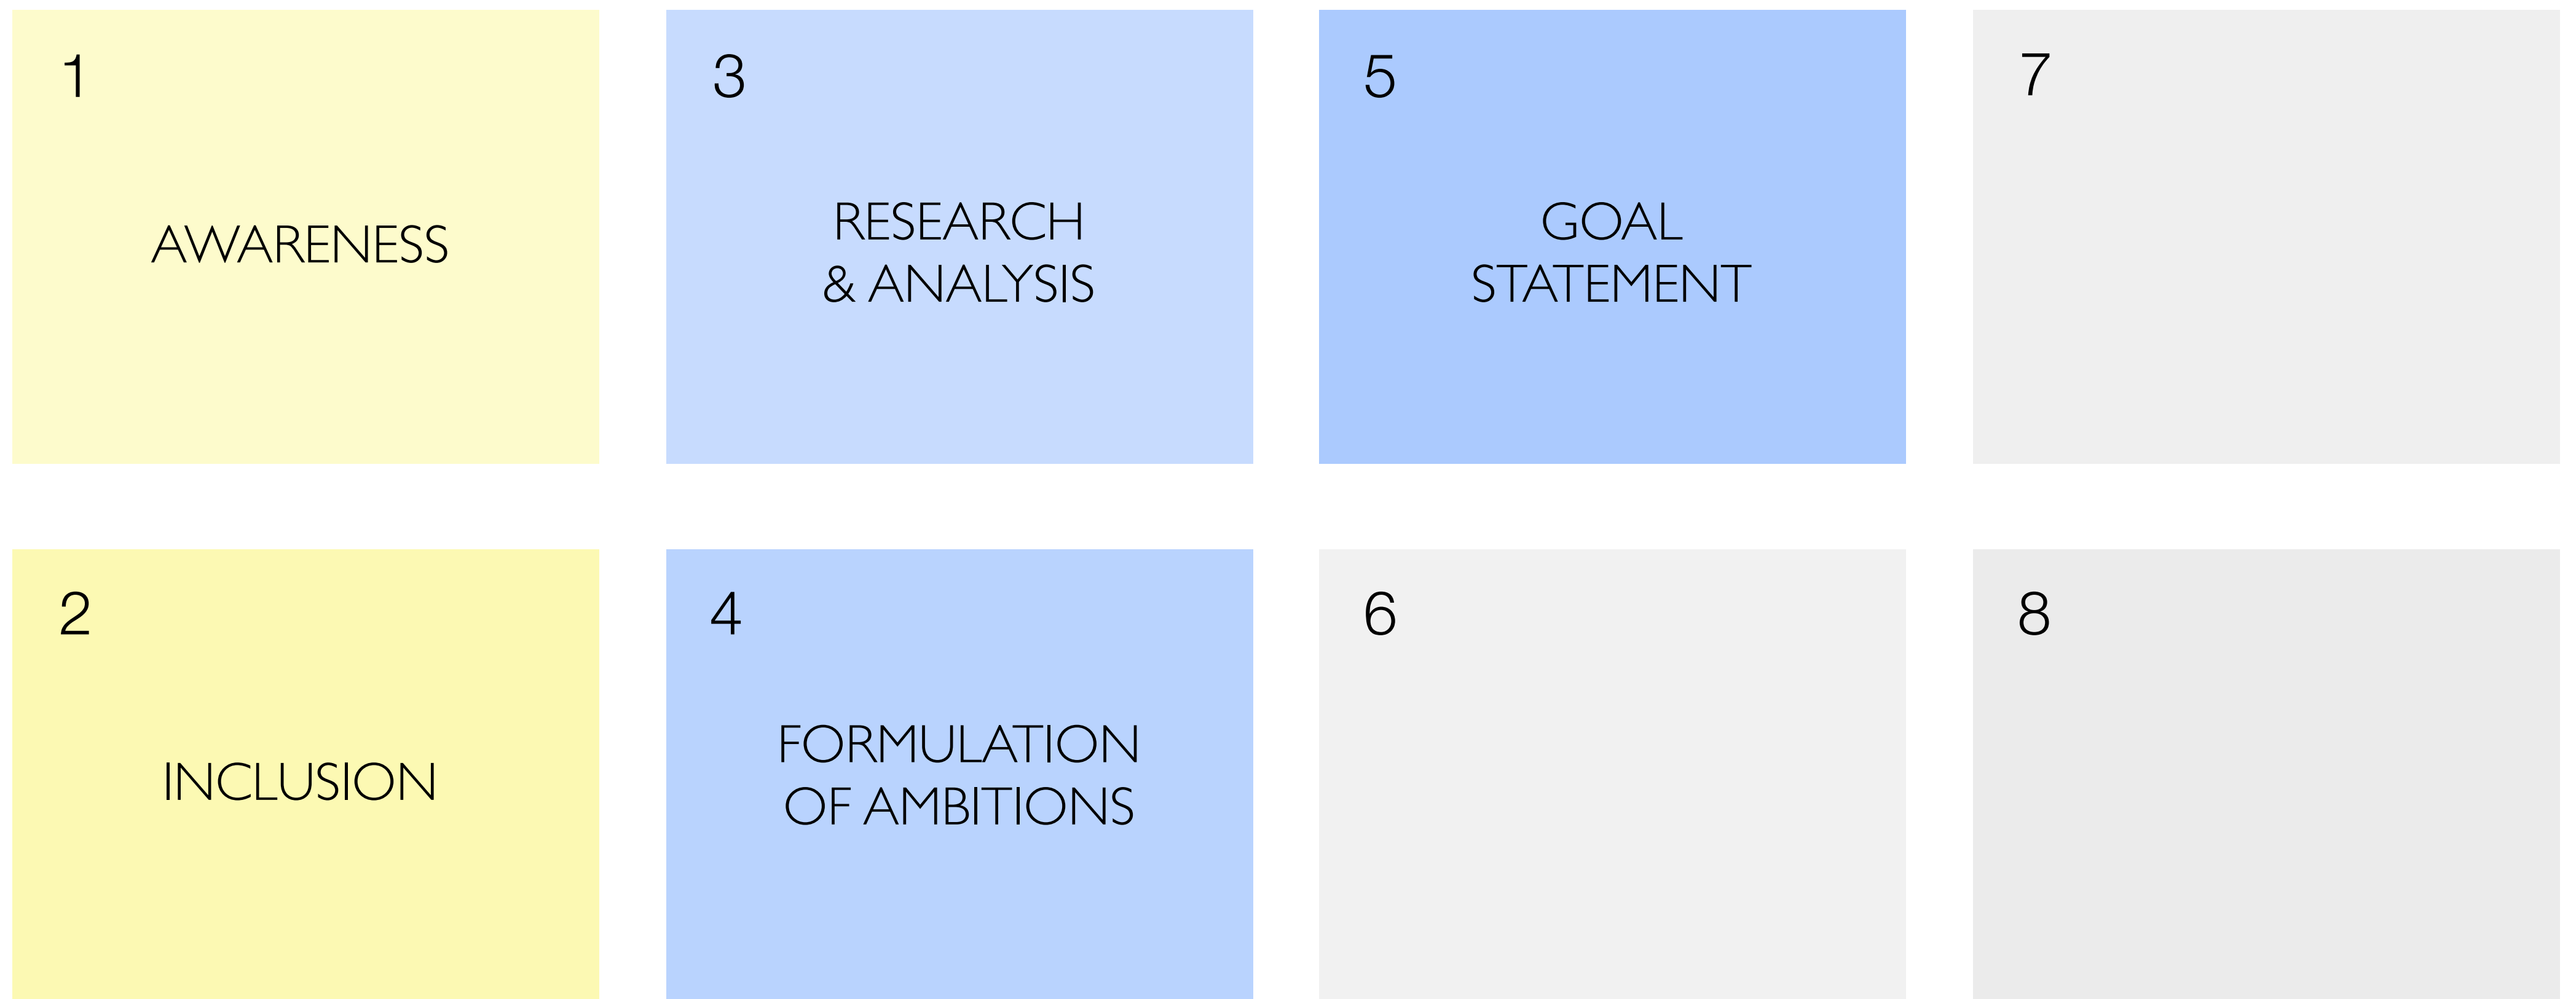 1
AWARENESS
2
INCLUSION
3
RESEARCH
& ANALYSIS
4
FORMULATION
OF AMBITIONS
5
GOAL
STATEMENT
6
7
8